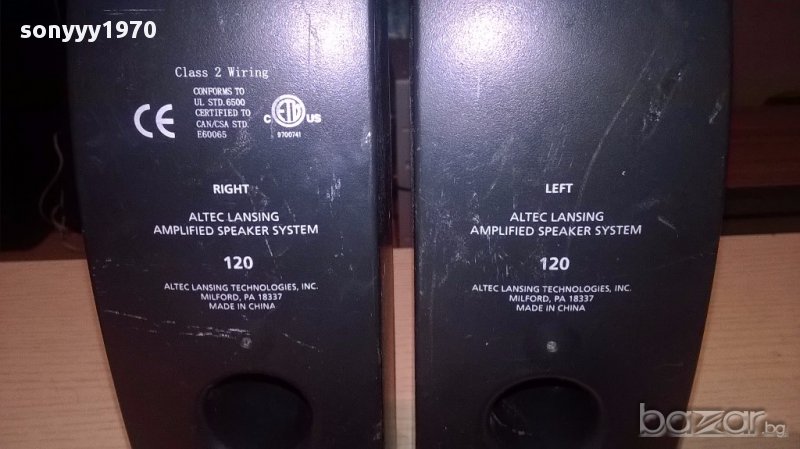 sonyyy1970
Class 2 Wiring
CONFORMS TO
UL STD.6500
CERTIFIED TO
CAN/CSA STD.
E60065
CE
C ETL US
9700741
RIGHT
ALTEC LANSING
AMPLIFIED SPEAKER SYSTEM
120
ALTEC LANSING TECHNOLOGIES, INC.
MILFORD, PA 18337
MADE IN CHINA
LEFT
ALTEC LANSING
AMPLIFIED SPEAKER SYSTEM
120
ALTEC LANSING TECHNOLOGIES, INC.
MILFORD, PA 18337
MADE IN CHINA
bazar.bg